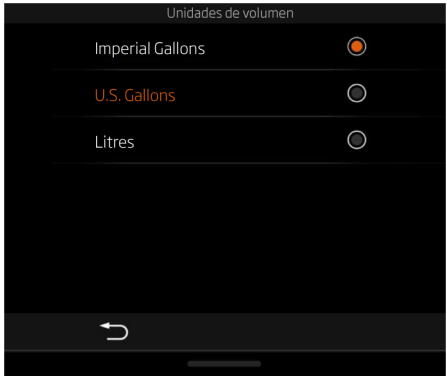 Unidades de volumen
Imperial Gallons
U.S. Gallons
Litres